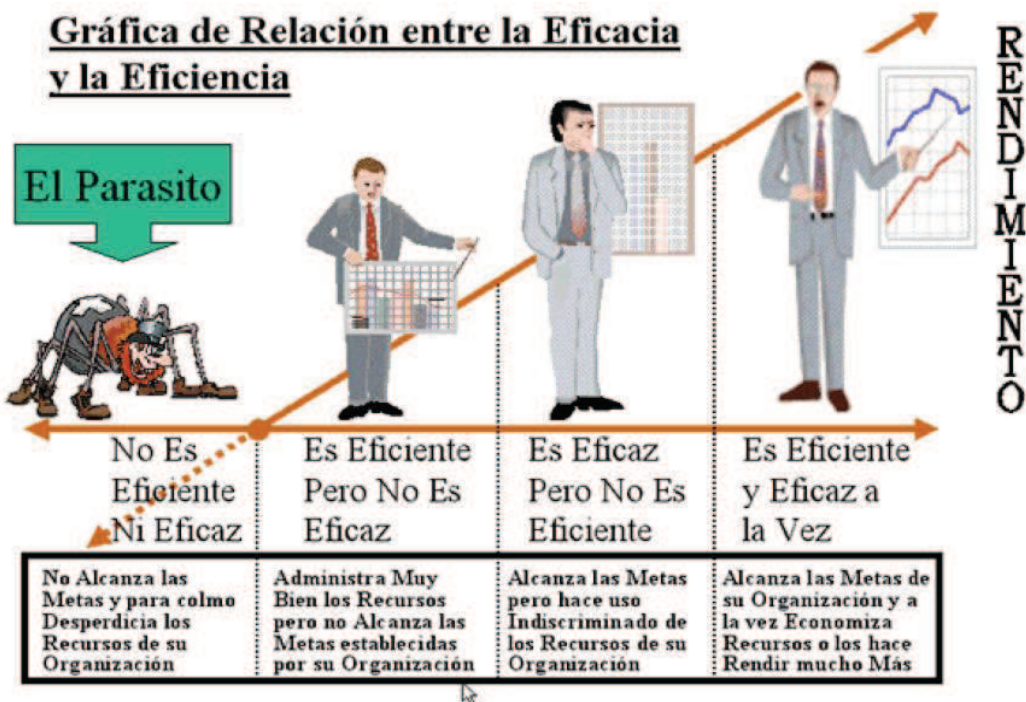 Gráfica de Relación entre la Eficacia
y la Eficiencia
RENDIMIENTO
El Parasito
No Es
Eficiente
Ni Eficaz
Es Eficiente
Pero No Es
Eficaz
Es Eficaz
Pero No Es
Eficiente
Es Eficiente
y Eficaz a
la Vez
No Alcanza las
Metas y para colmo
Desperdicia los
Recursos de su
Organización
Administra Muy
Bien los Recursos
pero no Alcanza las
Metas establecidas
por su Organización
Alcanza las Metas
pero hace uso
Indiscriminado de
los Recursos de su
Organización
Alcanza las Metas de
su Organización y a
la vez Economiza
Recursos o los hace
Rendir mucho Más